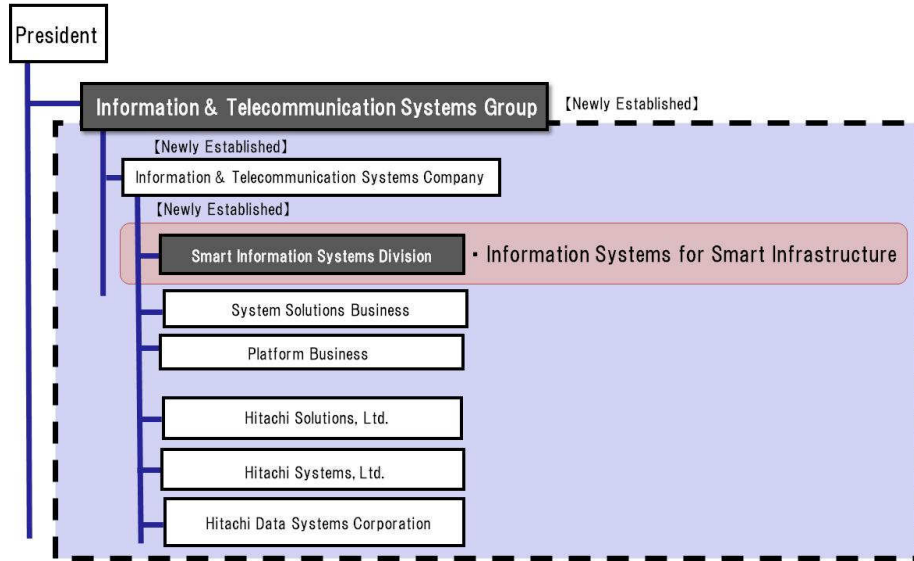 President
Information & Telecommunication Systems Group 【Newly Established】
【Newly Established】
Information & Telecommunication Systems Company
【Newly Established】
Smart Information Systems Division ・Information Systems for Smart Infrastructure
System Solutions Business
Platform Business
Hitachi Solutions, Ltd.
Hitachi Systems, Ltd.
Hitachi Data Systems Corporation